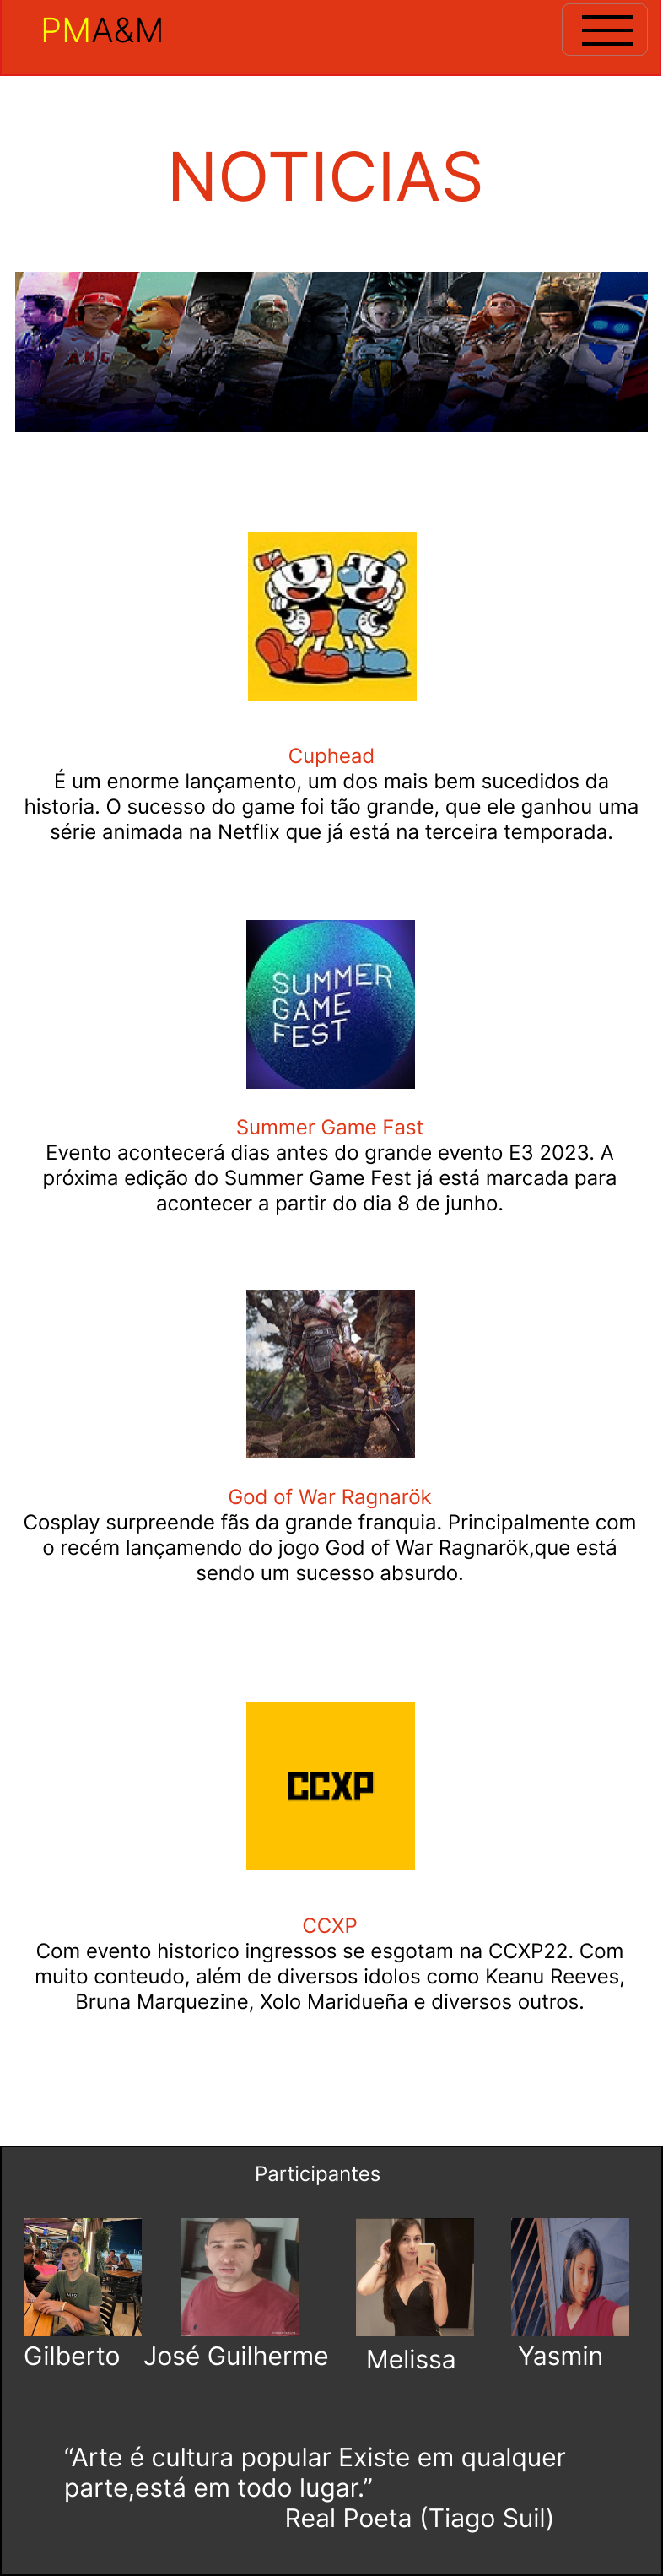 PMA&M
NOTICIAS
ANG
Cuphead
É um enorme lançamento, um dos mais bem sucedidos da
historia. O sucesso do game foi tão grande, que ele ganhou uma
série animada na Netflix que já está na terceira temporada.
SUMMER
GAME
FEST
Summer Game Fast
Evento acontecerá dias antes do grande evento E3 2023. A
próxima edição do Summer Game Fest já está marcada para
acontecer a partir do dia 8 de junho.
God of War Ragnarök
Cosplay surpreende fãs da grande franquia. Principalmente com
o recém lançamendo do jogo God of War Ragnarök,que está
sendo um sucesso absurdo.
CCXP
CCXP
Com evento historico ingressos se esgotam na CCXP22. Com
muito conteudo, além de diversos idolos como Keanu Reeves,
Bruna Marquezine, Xolo Maridueña e diversos outros.
Participantes
Gilberto José Guilherme Melissa Yasmin
“Arte é cultura popular Existe em qualquer
parte,está em todo lugar.”
Real Poeta (Tiago Suil)